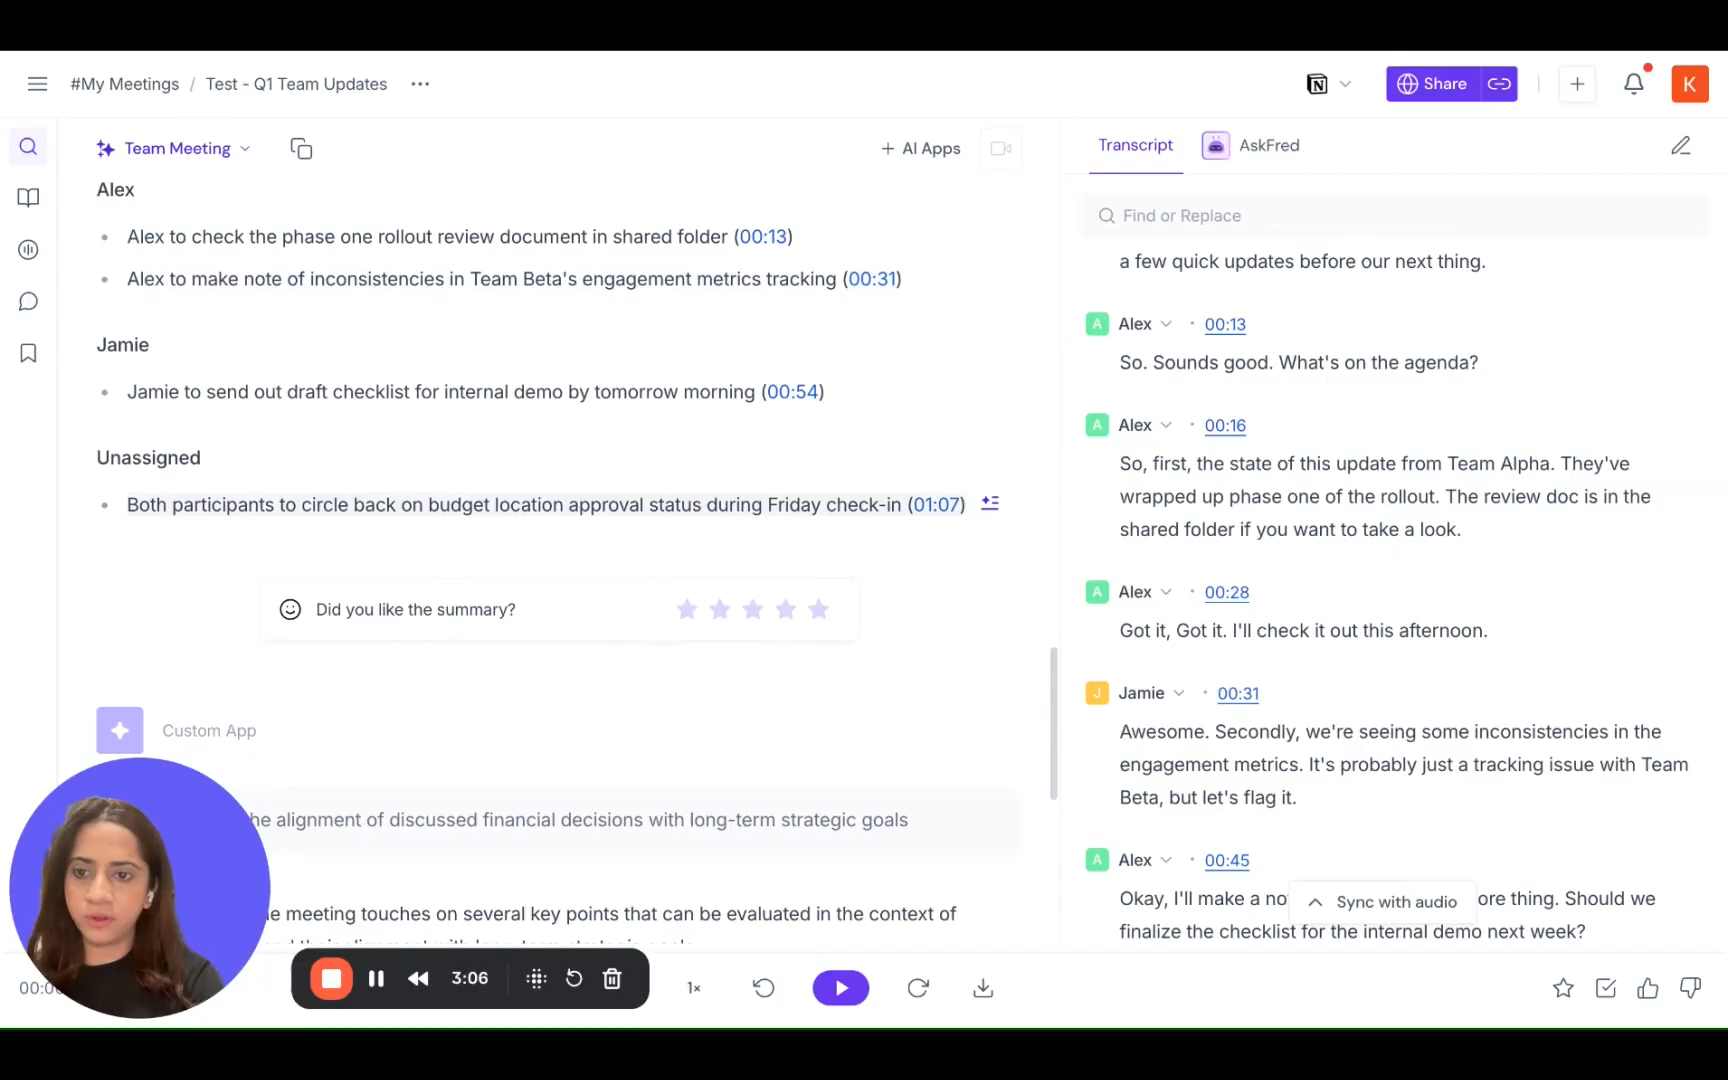 #My Meetings / Test - Q1 Team Updates
Share
K
Team Meeting
+ AI Apps
Alex
Alex to check the phase one rollout review document in shared folder (00:13)
Alex to make note of inconsistencies in Team Beta's engagement metrics tracking (00:31)
Jamie
Jamie to send out draft checklist for internal demo by tomorrow morning (00:54)
Unassigned
Both participants to circle back on budget location approval status during Friday check-in (01:07)
Did you like the summary?
Custom App
he alignment of discussed financial decisions with long-term strategic goals
e meeting touches on several key points that can be evaluated in the context of
Transcript
AskFred
Find or Replace
a few quick updates before our next thing.
A Alex · 00:13
So. Sounds good. What's on the agenda?
A Alex · 00:16
So, first, the state of this update from Team Alpha. They've
wrapped up phase one of the rollout. The review doc is in the
shared folder if you want to take a look.
A Alex · 00:28
Got it, Got it. I'll check it out this afternoon.
J Jamie · 00:31
Awesome. Secondly, we're seeing some inconsistencies in the
engagement metrics. It's probably just a tracking issue with Team
Beta, but let's flag it.
A Alex · 00:45
Okay, I'll make a no
Sync with audio
ore thing. Should we
finalize the checklist for the internal demo next week?
00:0
3:06
1×